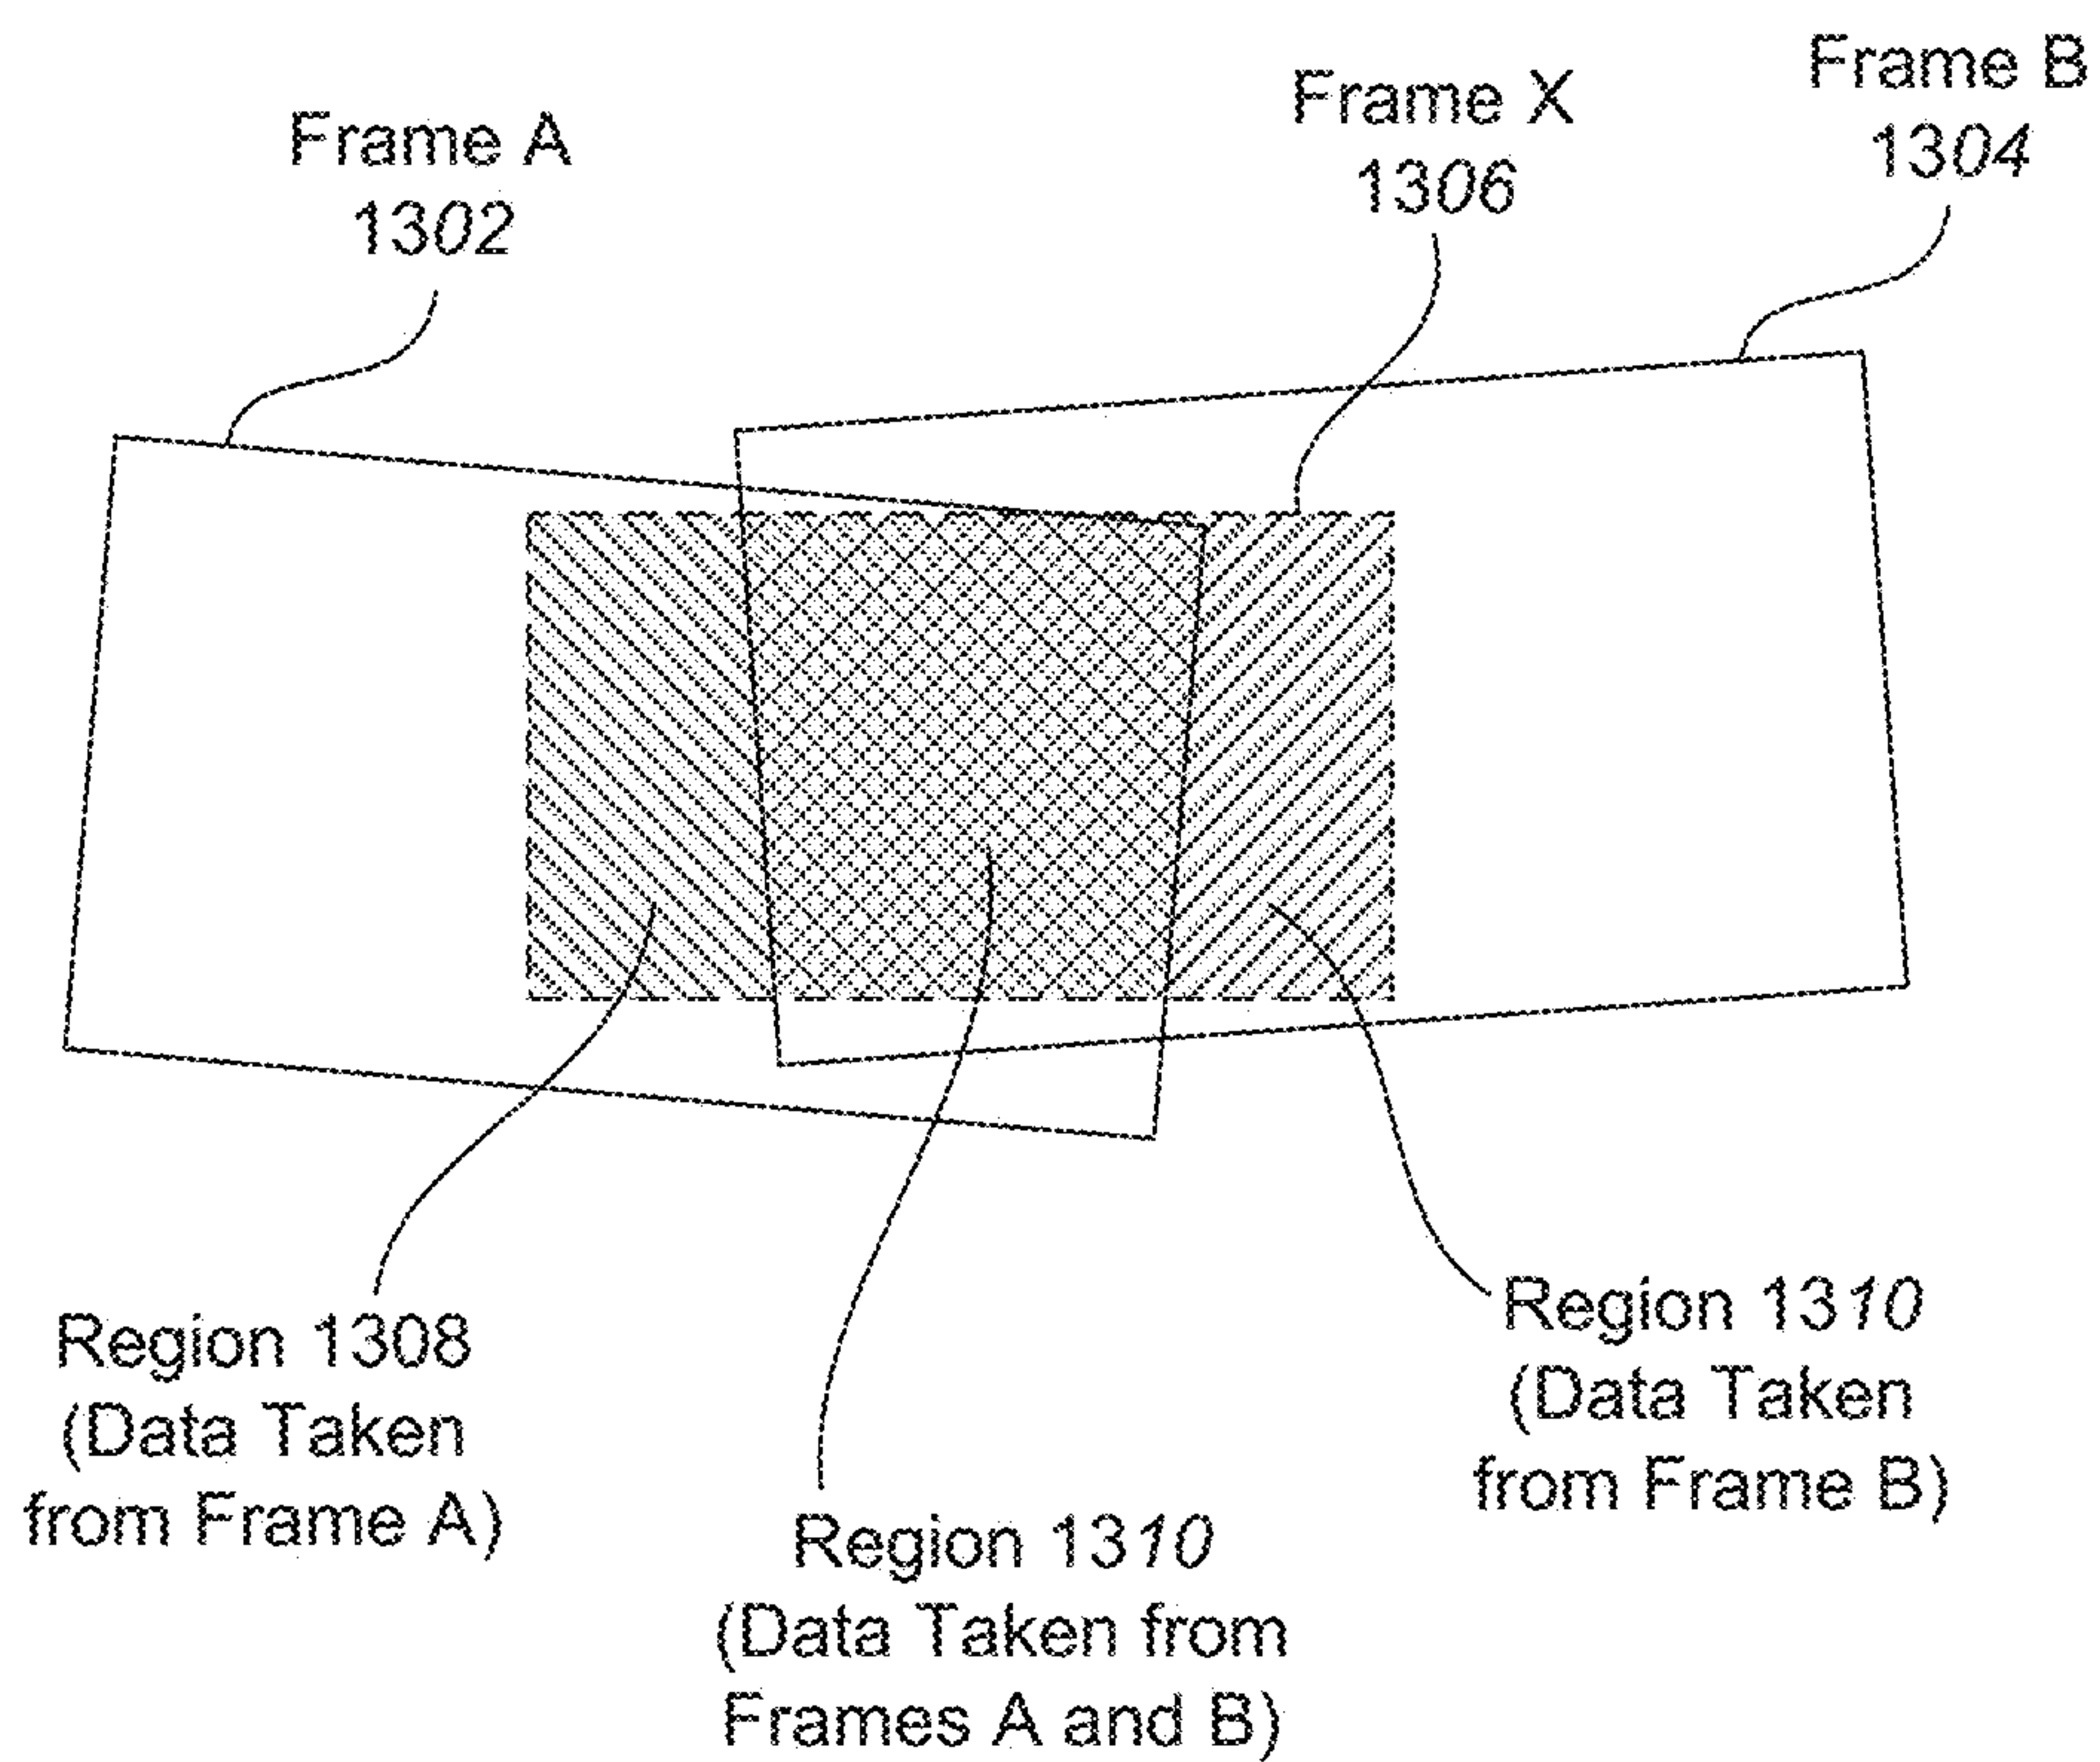 Frame A
1302
Frame X
1306
Frame B
1304
Region 1308
(Data Taken
from Frame A)
Region 1310
(Data Taken from
Frames A and B)
Region 1310
(Data Taken
from Frame B)